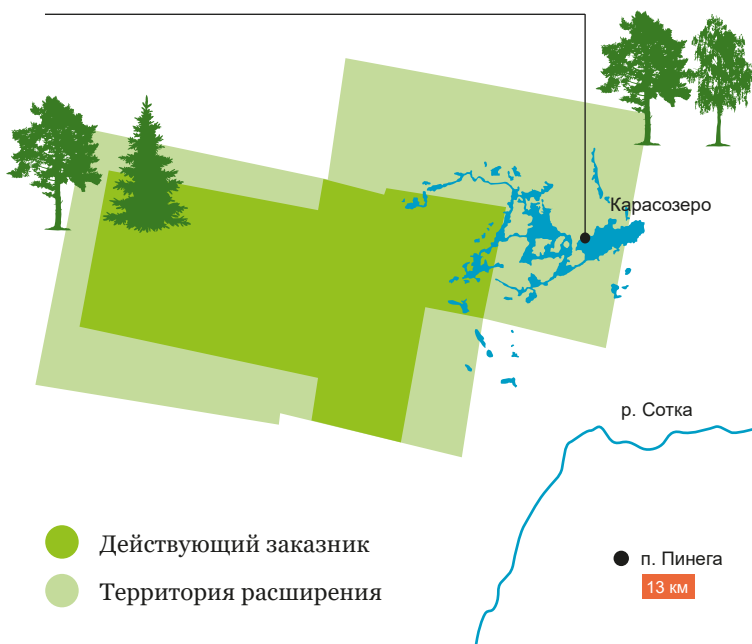 Карасозеро
р. Сотка
Действующий заказник
п. Пинега
Территория расширения
13 км